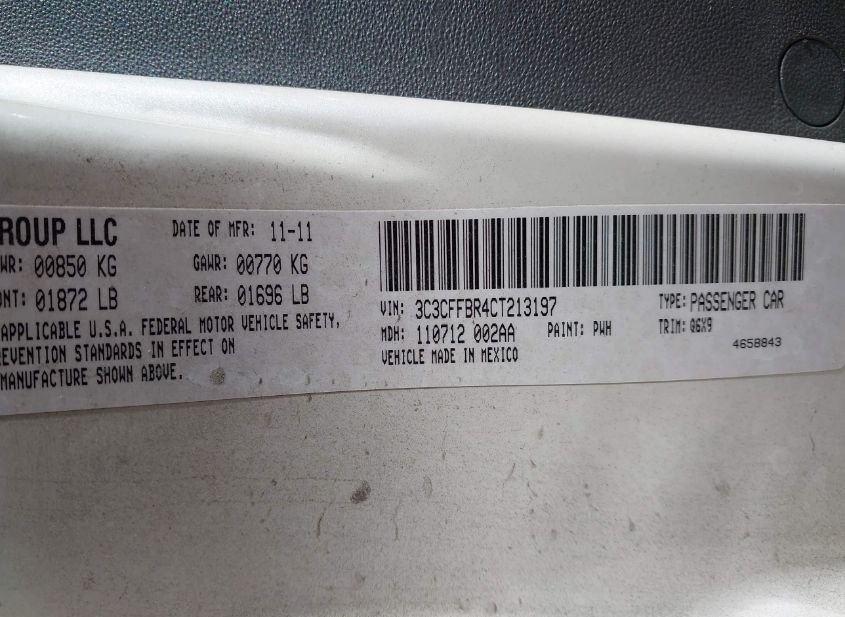 ROUP LLC DATE OF MFR: 11-11
WR: 00850 KG GAWR: 00770 KG
NT: 01872 LB REAR: 01696 LB
APPLICABLE U.S.A. FEDERAL MOTOR VEHICLE SAFETY,
EVENTION STANDARDS IN EFFECT ON
MANUFACTURE SHOWN ABOVE.
VIN: 3C3CFFBR4CT213197 TYPE: PASSENGER CAR
MDH: 110712 002AA PAINT: PWH TRIM: Q6X9
VEHICLE MADE IN MEXICO 4658843